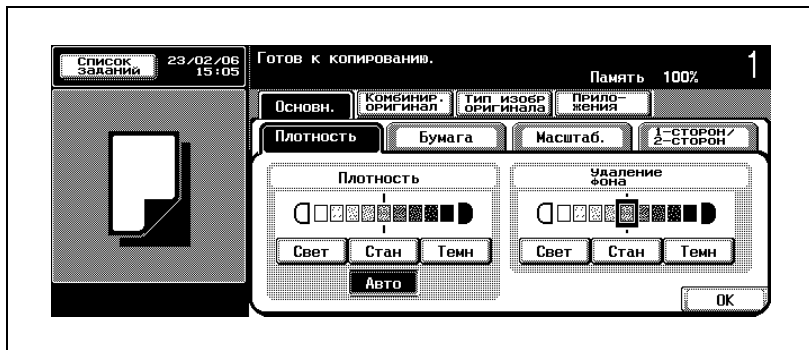 Список
заданий
23/02/06
15:05
Готов к копированию.
Память 100%
1
Основн.
Комбинир.
оригинал
Тип изобр
оригинала
Прило-
жения
Плотность
Бумага
Масштаб.
1-сторон/
2-сторон
Плотность
Свет Стан Темн
Авто
Удаление
фона
Свет Стан Темн
OK